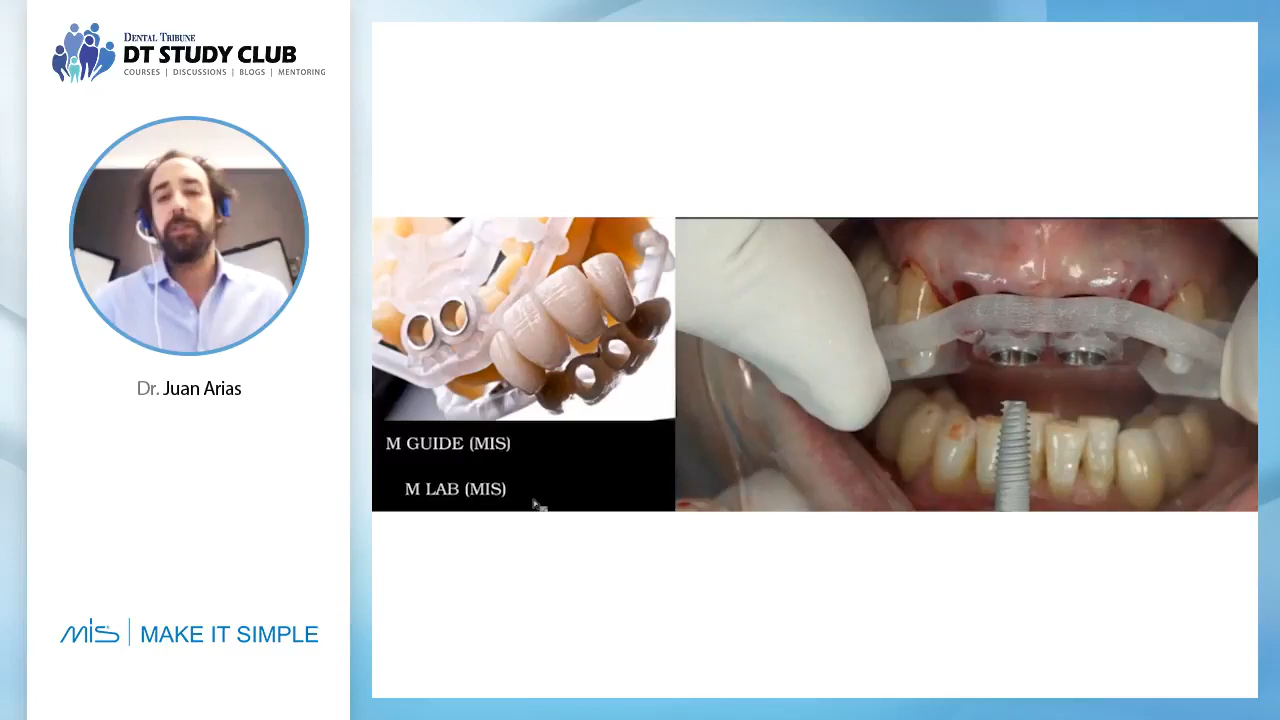 DENTAL TRIBUNE
DT STUDY CLUB
COURSES | DISCUSSIONS | BLOGS | MENTORING
Dr. Juan Arias
mis | MAKE IT SIMPLE
M GUIDE (MIS)
M LAB (MIS)